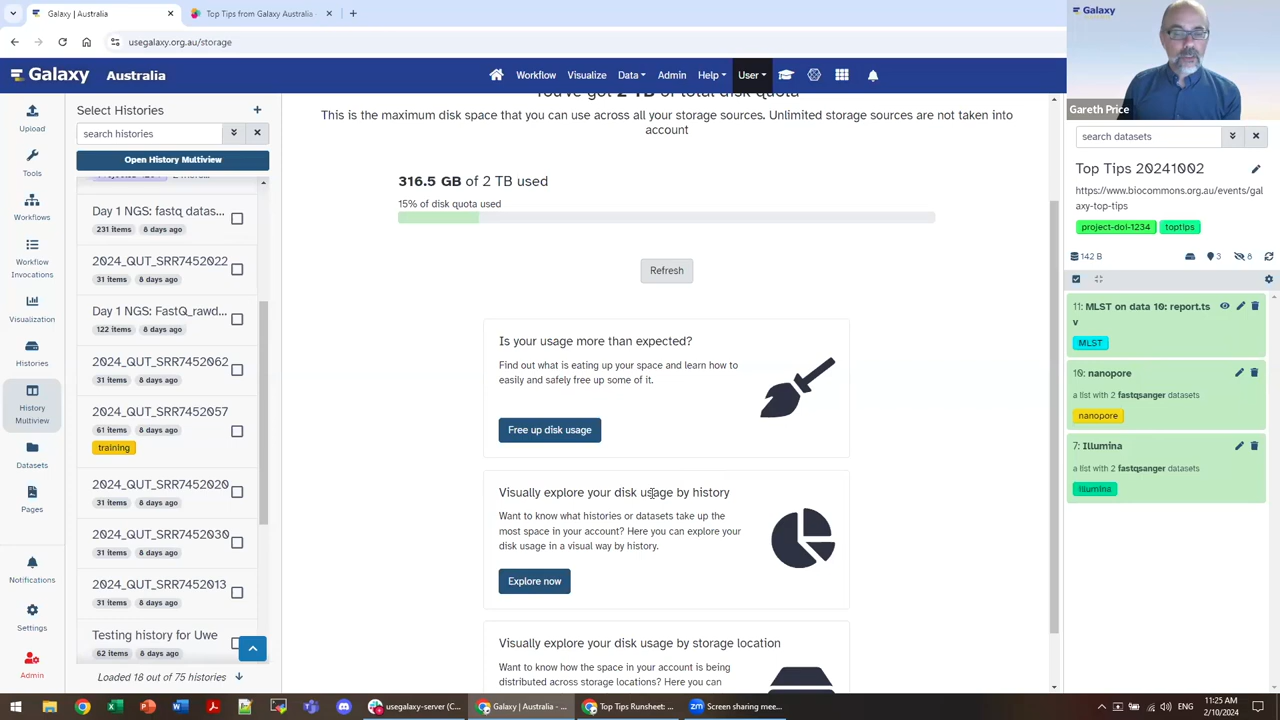 Galaxy | Australia
Top Tips from Galaxy Australia
usegalaxy.org.au/storage
Galaxy Australia
Workflow
Visualize
Data
Admin
Help
User
Upload
Tools
Workflows
Workflow
Invocations
Visualization
Histories
History
Multiview
Datasets
Pages
Notifications
Settings
Admin
Select Histories
search histories
Open History Multiview
Day 1 NGS: fastq datas...
231 items 8 days ago
2024_QUT_SRR7452022
31 items 8 days ago
Day 1 NGS: FastQ_rawd...
122 items 8 days ago
2024_QUT_SRR7452062
31 items 8 days ago
2024_QUT_SRR7452057
61 items 8 days ago
training
2024_QUT_SRR7452020
31 items 8 days ago
2024_QUT_SRR7452030
31 items 8 days ago
2024_QUT_SRR7452013
31 items 8 days ago
Testing history for Uwe
62 items 8 days ago
Loaded 18 out of 75 histories
You've got 2 TB of total disk quota
This is the maximum disk space that you can use across all your storage sources. Unlimited storage sources are not taken into
account
316.5 GB of 2 TB used
15% of disk quota used
Refresh
Is your usage more than expected?
Find out what is eating up your space and learn how to
easily and safely free up some of it.
Free up disk usage
Visually explore your disk usage by history
Want to know what histories or datasets take up the
most space in your account? Here you can explore your
disk usage in a visual way by history.
Explore now
Visually explore your disk usage by storage location
Want to know how the space in your account is being
distributed across storage locations? Here you can
Galaxy
Gareth Price
search datasets
Top Tips 20241002
https://www.biocommons.org.au/events/gal
axy-top-tips
project-doi-1234 toptips
142 B
3
8
11: MLST on data 10: report.ts
v
MLST
10: nanopore
a list with 2 fastqsanger datasets
nanopore
7: Illumina
a list with 2 fastqsanger datasets
illumina
usegalaxy-server (C...
Galaxy | Australia - ...
Top Tips Runsheet: ...
Screen sharing mee...
11:25 AM
2/10/2024